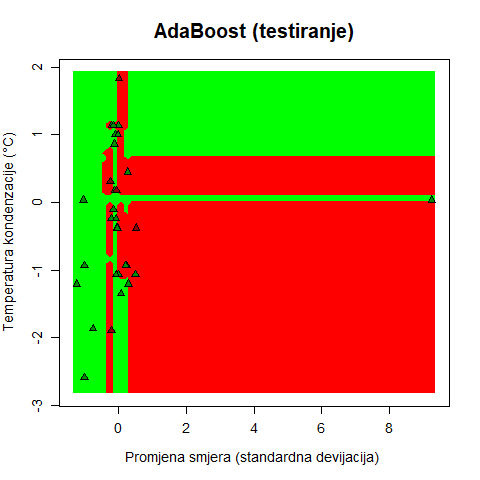 AdaBoost (testiranje)
Temperatura kondenzacije (°C)
2
1
0
-1
-2
-3
0 2 4 6 8
Promjena smjera (standardna devijacija)